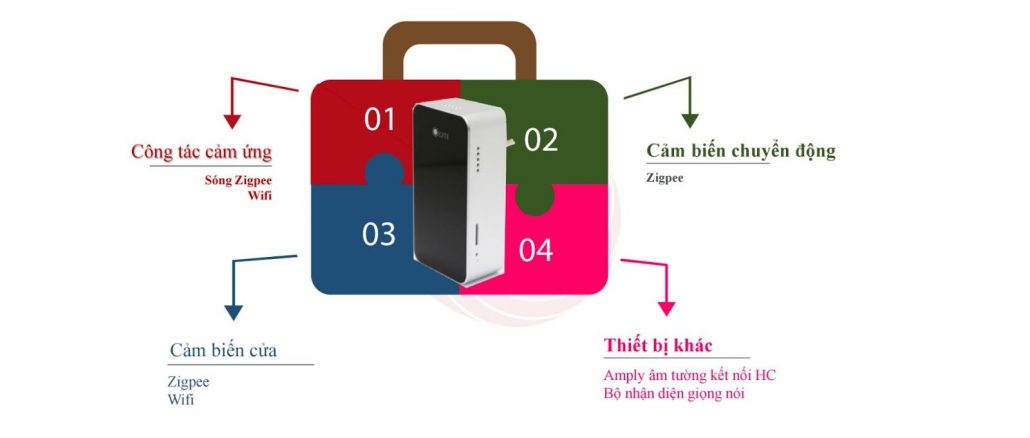 01
Công tác cảm ứng
Sóng Zigpee
Wifi
02
Cảm biến chuyển động
Zigpee
03
Cảm biến cửa
Zigpee
Wifi
04
Thiết bị khác
Amply âm tường kết nối HC
Bộ nhận diện giọng nói